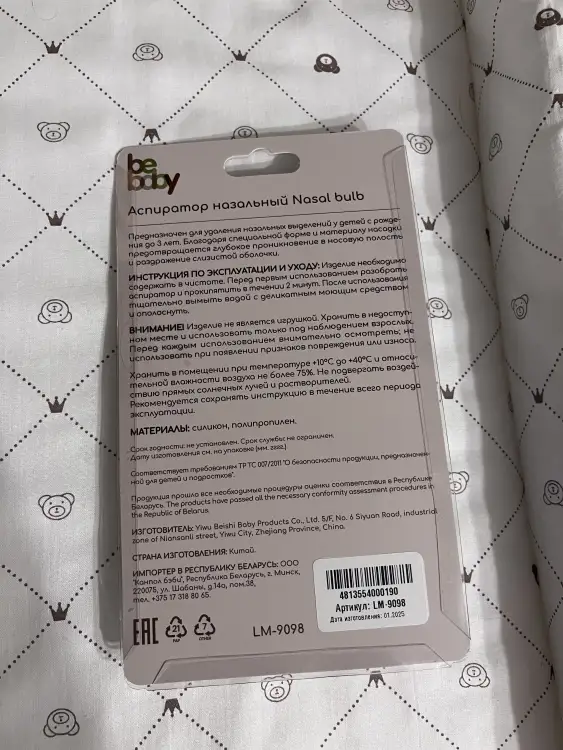 be
baby
Аспиратор назальный Nasal bulb
Предназначен для удаления назальных выделений у детей с рожде-
ния до 3 лет. Благодаря специальной форме и материалу насадки
предотвращается глубокое проникновение в носовую полость
и раздражение слизистой оболочки.
ИНСТРУКЦИЯ ПО ЭКСПЛУАТАЦИИ И УХОДУ: Изделие необходимо
содержать в чистоте. Перед первым использованием разобрать
аспиратор и прокипятить в течении 2 минут. После использования
тщательно вымыть водой с деликатным моющим средством
и ополоснуть.
ВНИМАНИЕ! Изделие не является игрушкой. Хранить в недоступ-
ном месте и использовать только под наблюдением взрослых.
Перед каждым использованием внимательно осмотреть; не
использовать при появлении признаков повреждения или износа.
Хранить в помещении при температуре +10°C до +40°C и относи-
тельной влажности воздуха не более 75%. Не подвергать воздей-
ствию прямых солнечных лучей и растворителей.
Рекомендуется сохранять инструкцию в течение всего периода
эксплуатации.
МАТЕРИАЛЫ: силикон, полипропилен.
Срок годности: не установлен. Срок службы: не ограничен.
Дата изготовления см. на упаковке (мм. гггг.)
Соответствует требованиям ТР ТС 007/2011 "О безопасности продукции, предназначен-
ной для детей и подростков".
Продукция прошла все необходимые процедуры оценки соответствия в Республике
Беларусь. The products have passed all the necessary conformity assessment procedures in
the Republic of Belarus.
ИЗГОТОВИТЕЛЬ: Yiwu Beishi Baby Products Co., Ltd. 5/F, No. 6 Siyuan Road, industrial
zone of Niansanli street, Yiwu City, Zhejiang Province, China.
СТРАНА ИЗГОТОВЛЕНИЯ: Китай.
ИМПОРТЕР В РЕСПУБЛИКУ БЕЛАРУСЬ: ООО
"Канпол бэби", Республика Беларусь, г. Минск,
220075, ул. Шабаны, д.14а, пом.38,
тел. +375 17 318 80 65.
4813554000190
Артикул: LM-9098
Дата изготовления: 01.2025
EAC
21
PAP
7
OTHER
LM-9098